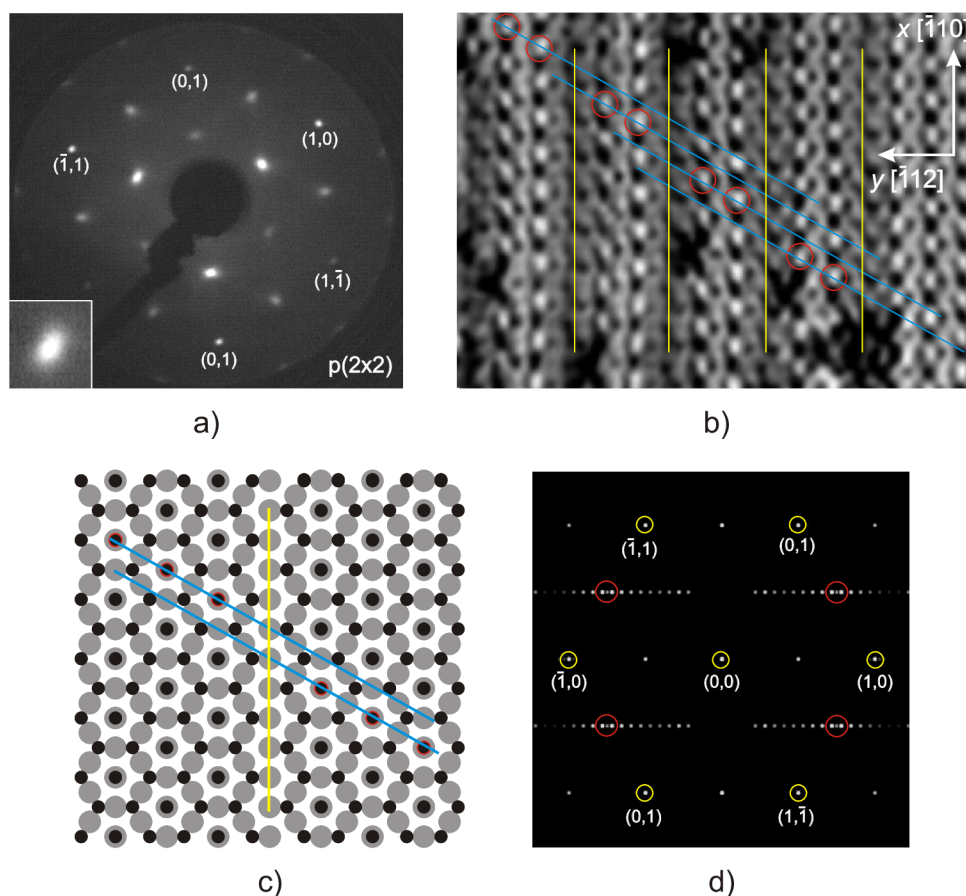 (0,1)
(1,0)
(1̄,1)
(1,1̄)
(0,1)
p(2x2)
a)
x [1̄10]
y [1̄12]
b)
c)
(1̄,1)
(0,1)
(1̄,0)
(0,0)
(1,0)
(0,1)
(1,1̄)
d)